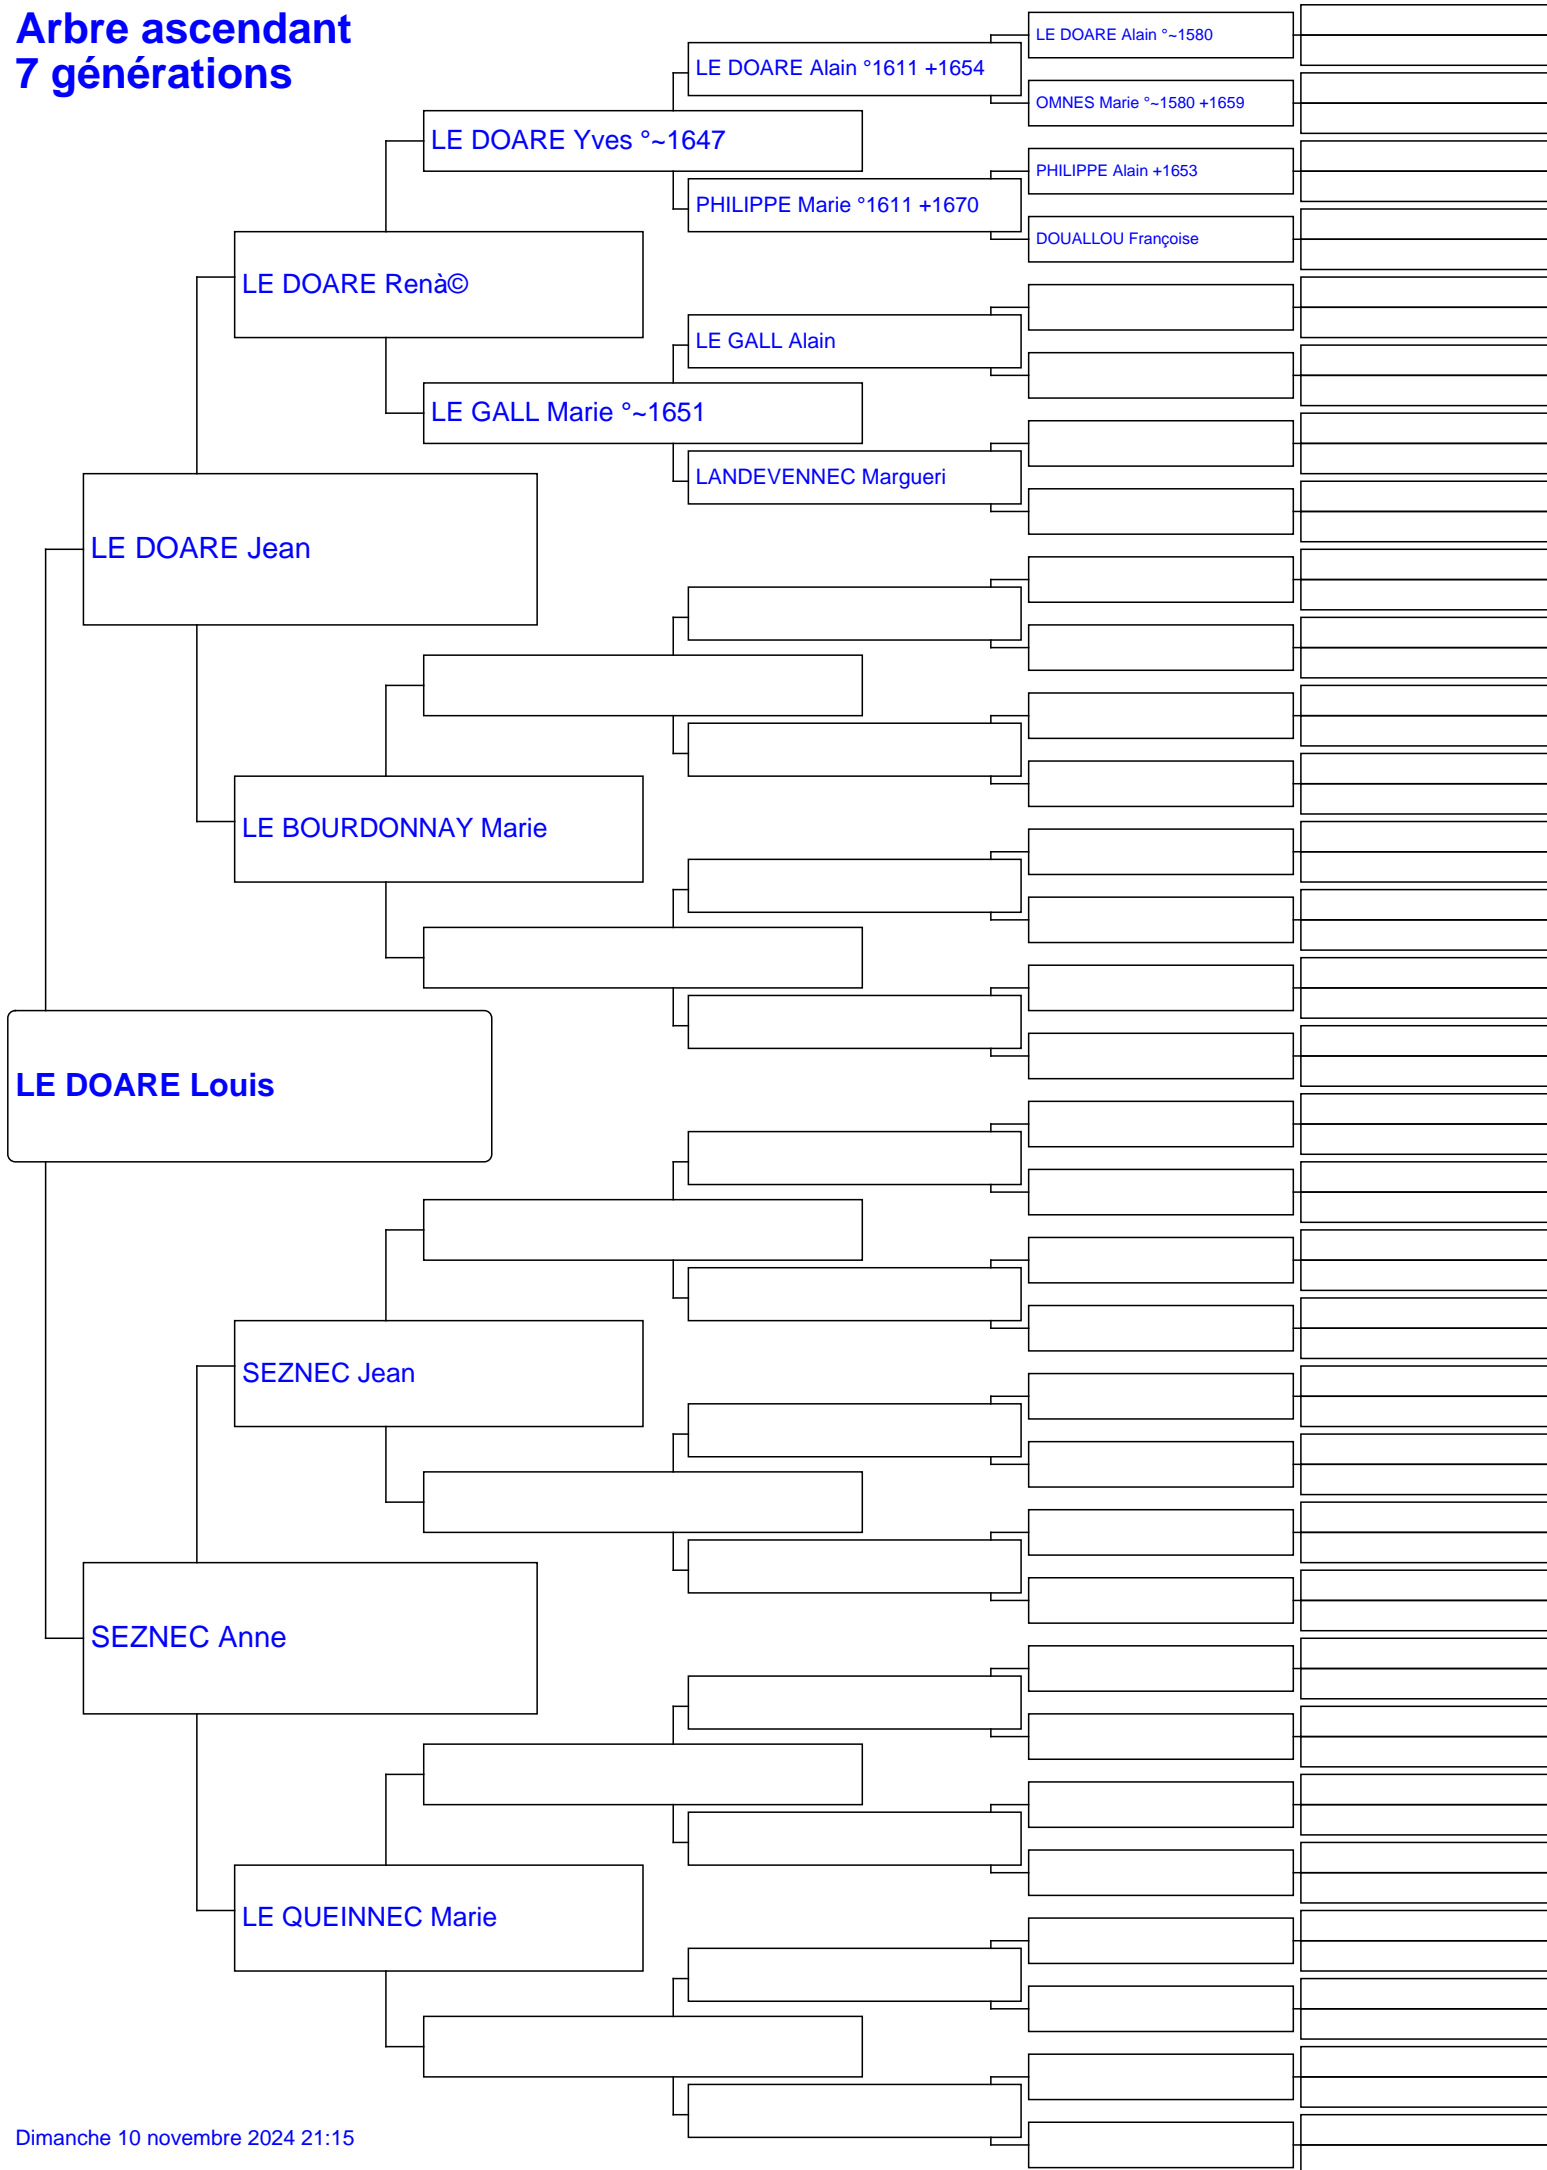 Arbre ascendant
7 générations
LE DOARE Alain °~1580
LE DOARE Alain °1611 +1654
OMNES Marie °~1580 +1659
LE DOARE Yves °~1647
PHILIPPE Alain +1653
PHILIPPE Marie °1611 +1670
DOUALLOU Françoise
LE DOARE Renà©
LE GALL Alain
LE GALL Marie °~1651
LANDEVENNEC Margueri
LE DOARE Jean
LE BOURDONNAY Marie
LE DOARE Louis
SEZNEC Jean
SEZNEC Anne
LE QUEINNEC Marie
Dimanche 10 novembre 2024 21:15